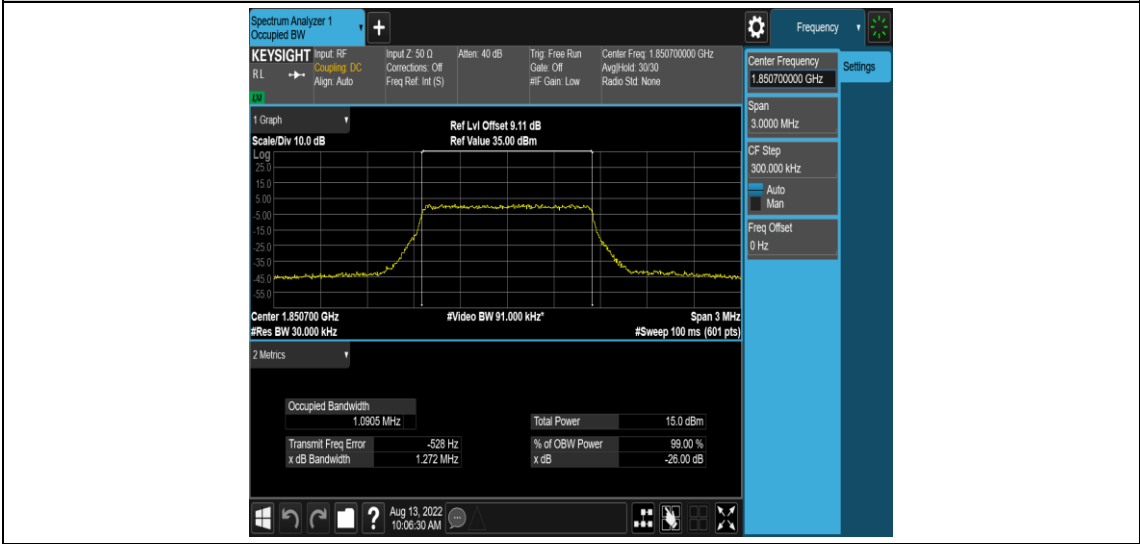 Spectrum Analyzer 1
Occupied BW
+
Frequency
KEYSIGHT
RL
LXI
Input: RF
Coupling: DC
Align: Auto
Input Z: 50 Ω
Corrections: Off
Freq Ref: Int (S)
Atten: 40 dB
Trig: Free Run
Gate: Off
#IF Gain: Low
Center Freq: 1.850700000 GHz
Avg|Hold: 30/30
Radio Std: None
Center Frequency
1.850700000 GHz
Settings
Span
3.0000 MHz
CF Step
300.000 kHz
Auto
Man
Freq Offset
0 Hz
1 Graph
Scale/Div 10.0 dB
Ref Lvl Offset 9.11 dB
Ref Value 35.00 dBm
Log
25.0
15.0
5.00
-5.00
-15.0
-25.0
-35.0
-45.0
-55.0
Center 1.850700 GHz
#Video BW 91.000 kHz*
Span 3 MHz
#Res BW 30.000 kHz
#Sweep 100 ms (601 pts)
2 Metrics
Occupied Bandwidth
1.0905 MHz
Total Power 15.0 dBm
Transmit Freq Error -528 Hz
% of OBW Power 99.00 %
x dB Bandwidth 1.272 MHz
x dB -26.00 dB
?
Aug 13, 2022
10:06:30 AM